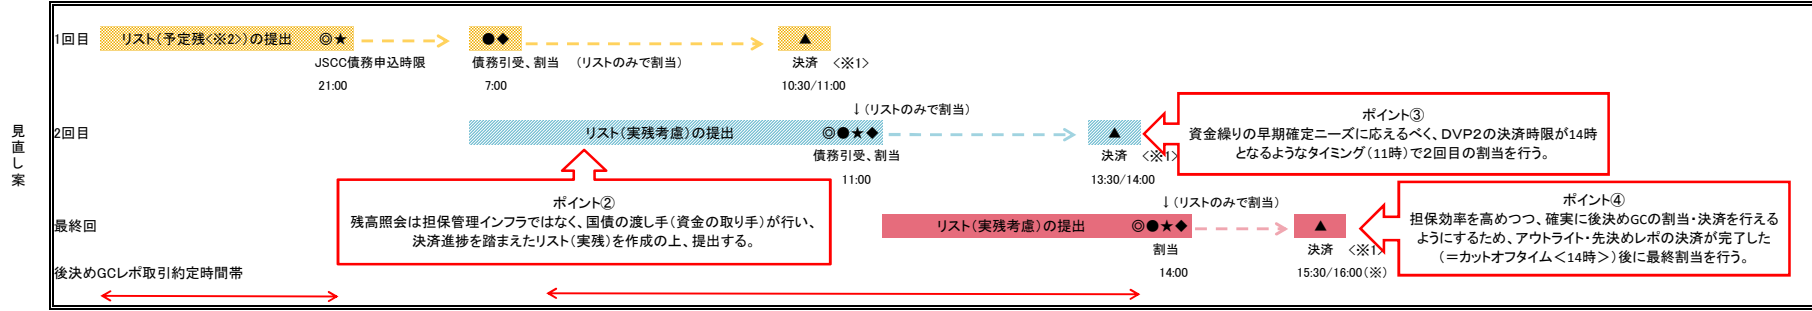 見直し案
1回目
リスト(予定残<※2>)の提出 ◎★
●◆
▲
JSCC債務申込時限
債務引受、割当
(リストのみで割当)
決済 <※1>
21:00
7:00
10:30/11:00
↓(リストのみで割当)
2回目
リスト(実残考慮)の提出
◎●★◆
▲
債務引受、割当
決済 <※1>
11:00
13:30/14:00
ポイント③
資金繰りの早期確定ニーズに応えるべく、DVP2の決済時限が14時
となるようなタイミング(11時)で2回目の割当を行う。
ポイント②
残高照会は担保管理インフラではなく、国債の渡し手(資金の取り手)が行い、
決済進捗を踏まえたリスト(実残)を作成の上、提出する。
↓(リストのみで割当)
最終回
リスト(実残考慮)の提出
◎●★◆
▲
割当
決済 <※1>
14:00
15:30/16:00(※)
ポイント④
担保効率を高めつつ、確実に後決めGCの割当・決済を行える
ようにするため、アウトライト・先決めレポの決済が完了した
(=カットオフタイム<14時>)後に最終割当を行う。
後決めGCレポ取引約定時間帯